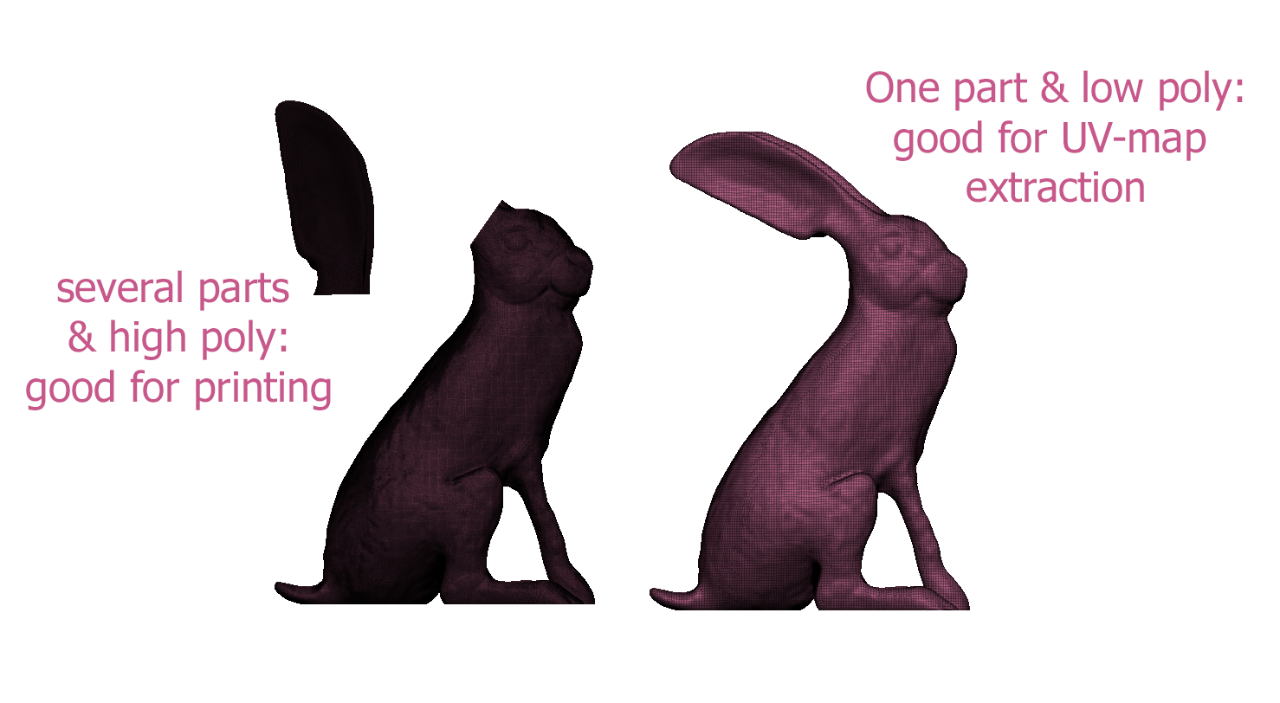 several parts
& high poly:
good for printing
One part & low poly:
good for UV-map
extraction